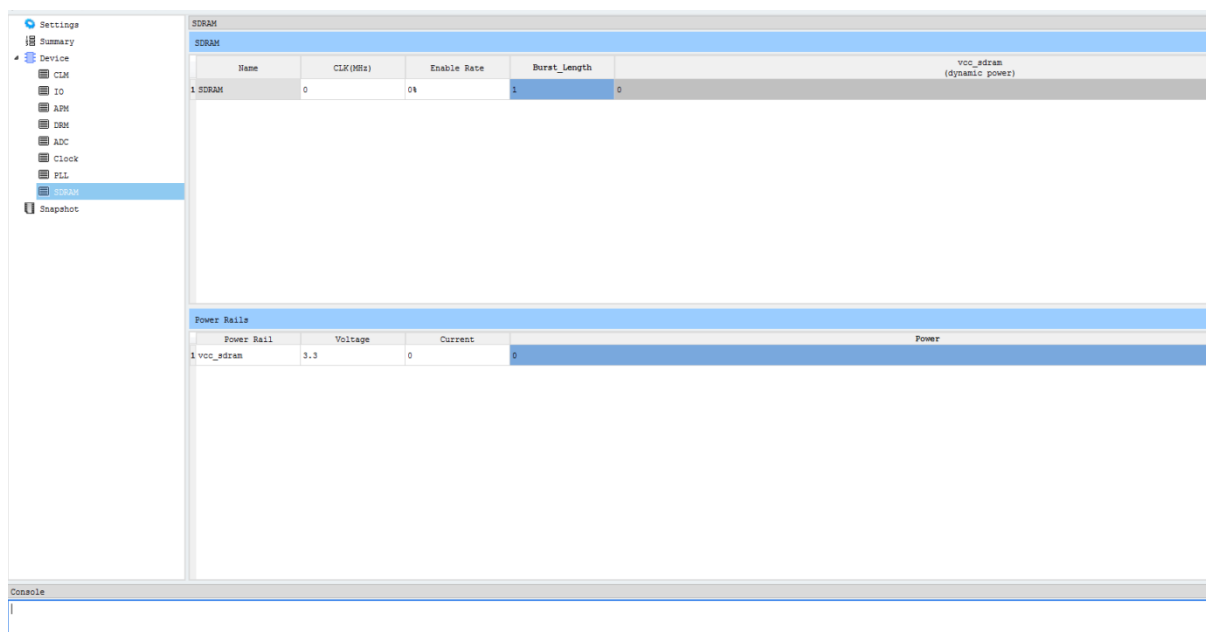 Settings
Summary
Device
CLM
IO
APM
DRM
ADC
Clock
PLL
SDRAM
Snapshot
SDRAM
SDRAM
Name CLK(MHz) Enable Rate Burst_Length vcc_sdram
(dynamic power)
1 SDRAM 0 0% 1 0
Power Rails
Power Rail Voltage Current Power
1 vcc_sdram 3.3 0 0
Console